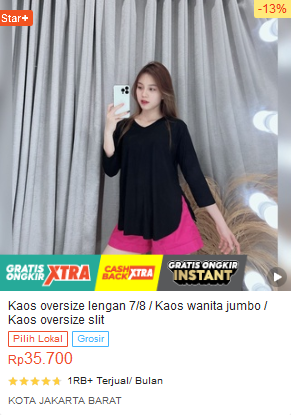 Star+
-13%
GRATIS ONGKIR XTRA
CASH BACK XTRA
GRATIS ONGKIR INSTANT
Kaos oversize lengan 7/8 / Kaos wanita jumbo /
Kaos oversize slit
Pilih Lokal
Grosir
Rp35.700
1RB+ Terjual/ Bulan
KOTA JAKARTA BARAT